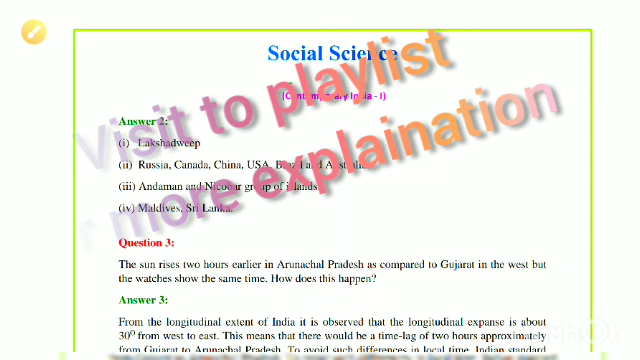 Social Science
(Contemporary India - I)
Visit to playlist
more explaination
Answer 2:
(i) Lakshadweep
(ii) Russia, Canada, China, USA, Brazil and Australia
(iii) Andaman and Nicobar group of islands
(iv) Maldives, Sri Lanka.
Question 3:
The sun rises two hours earlier in Arunachal Pradesh as compared to Gujarat in the west but
the watches show the same time. How does this happen?
Answer 3:
From the longitudinal extent of India it is observed that the longitudinal expanse is about
30⁰ from west to east. This means that there would be a time-lag of two hours approximately
from Gujarat to Arunachal Pradesh. To avoid such differences in local time, Indian standard